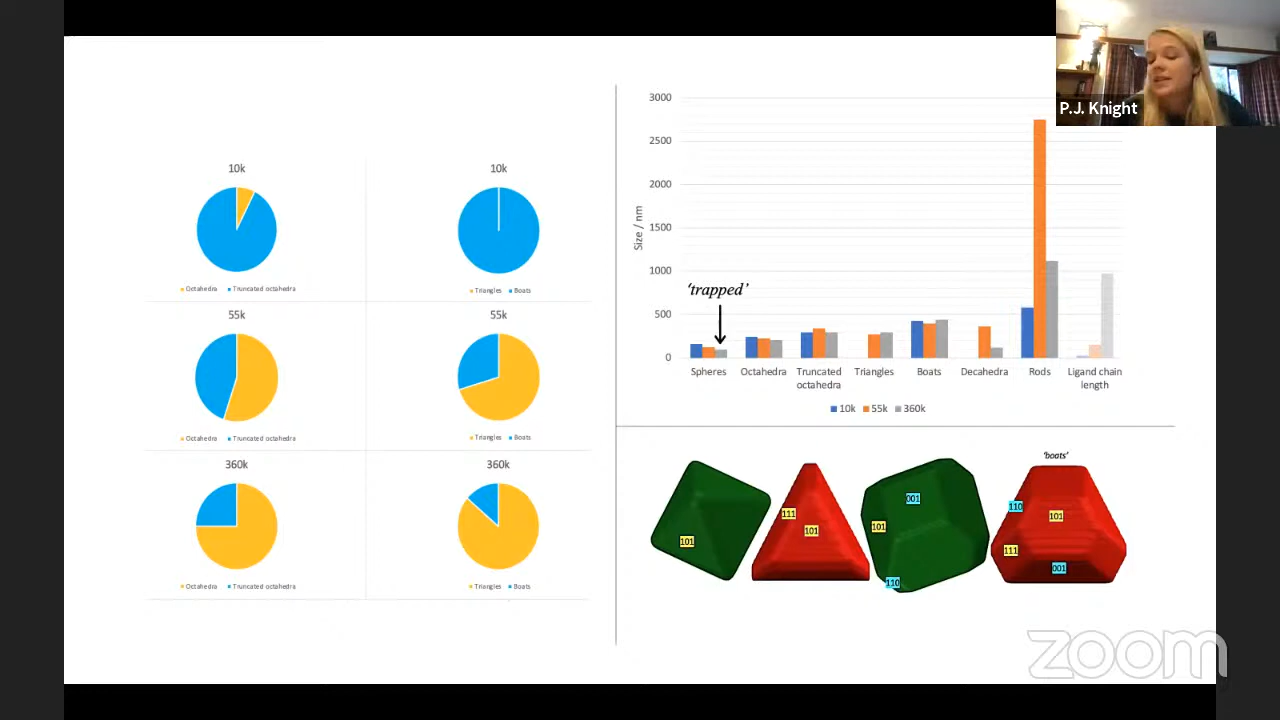 P.J. Knight
10k
Octahedra Truncated octahedra
10k
Triangles Boats
55k
Octahedra Truncated octahedra
55k
Triangles Boats
360k
Octahedra Truncated octahedra
360k
Triangles Boats
Size / nm
3000
2500
2000
1500
1000
500
0
'trapped'
Spheres
Octahedra
Truncated
octahedra
Triangles
Boats
Decahedra
Rods
Ligand chain
length
10k 55k 360k
'boats'
101
111
101
001
101
110
110
101
111
001
zoom